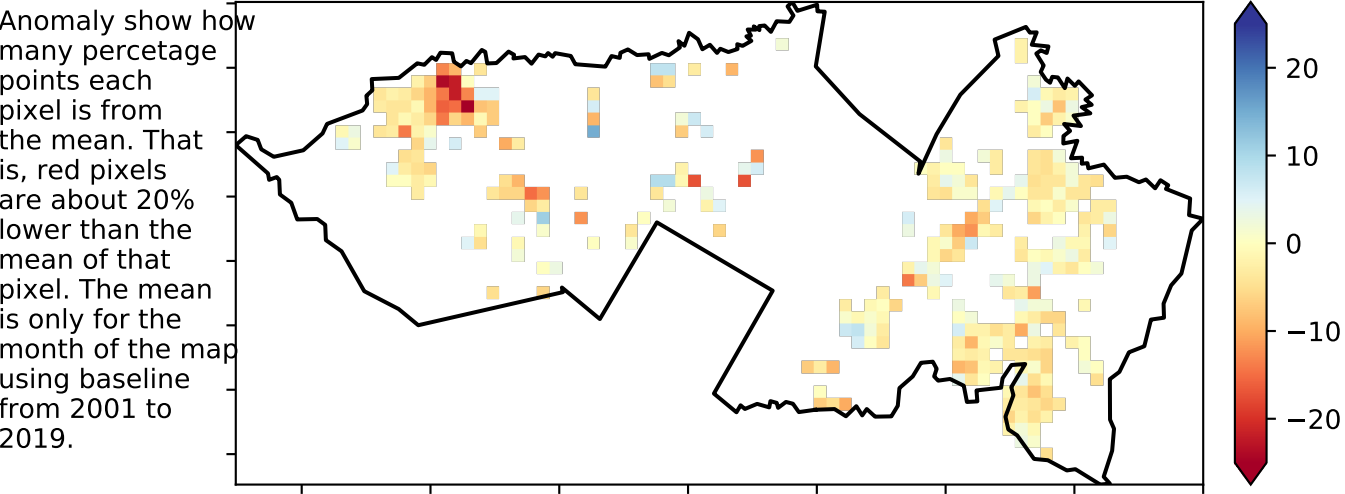 Anomaly show how
many percetage
points each
pixel is from
the mean. That
is, red pixels
are about 20%
lower than the
mean of that
pixel. The mean
is only for the
month of the map
using baseline
from 2001 to
2019.
20
10
0
−10
−20